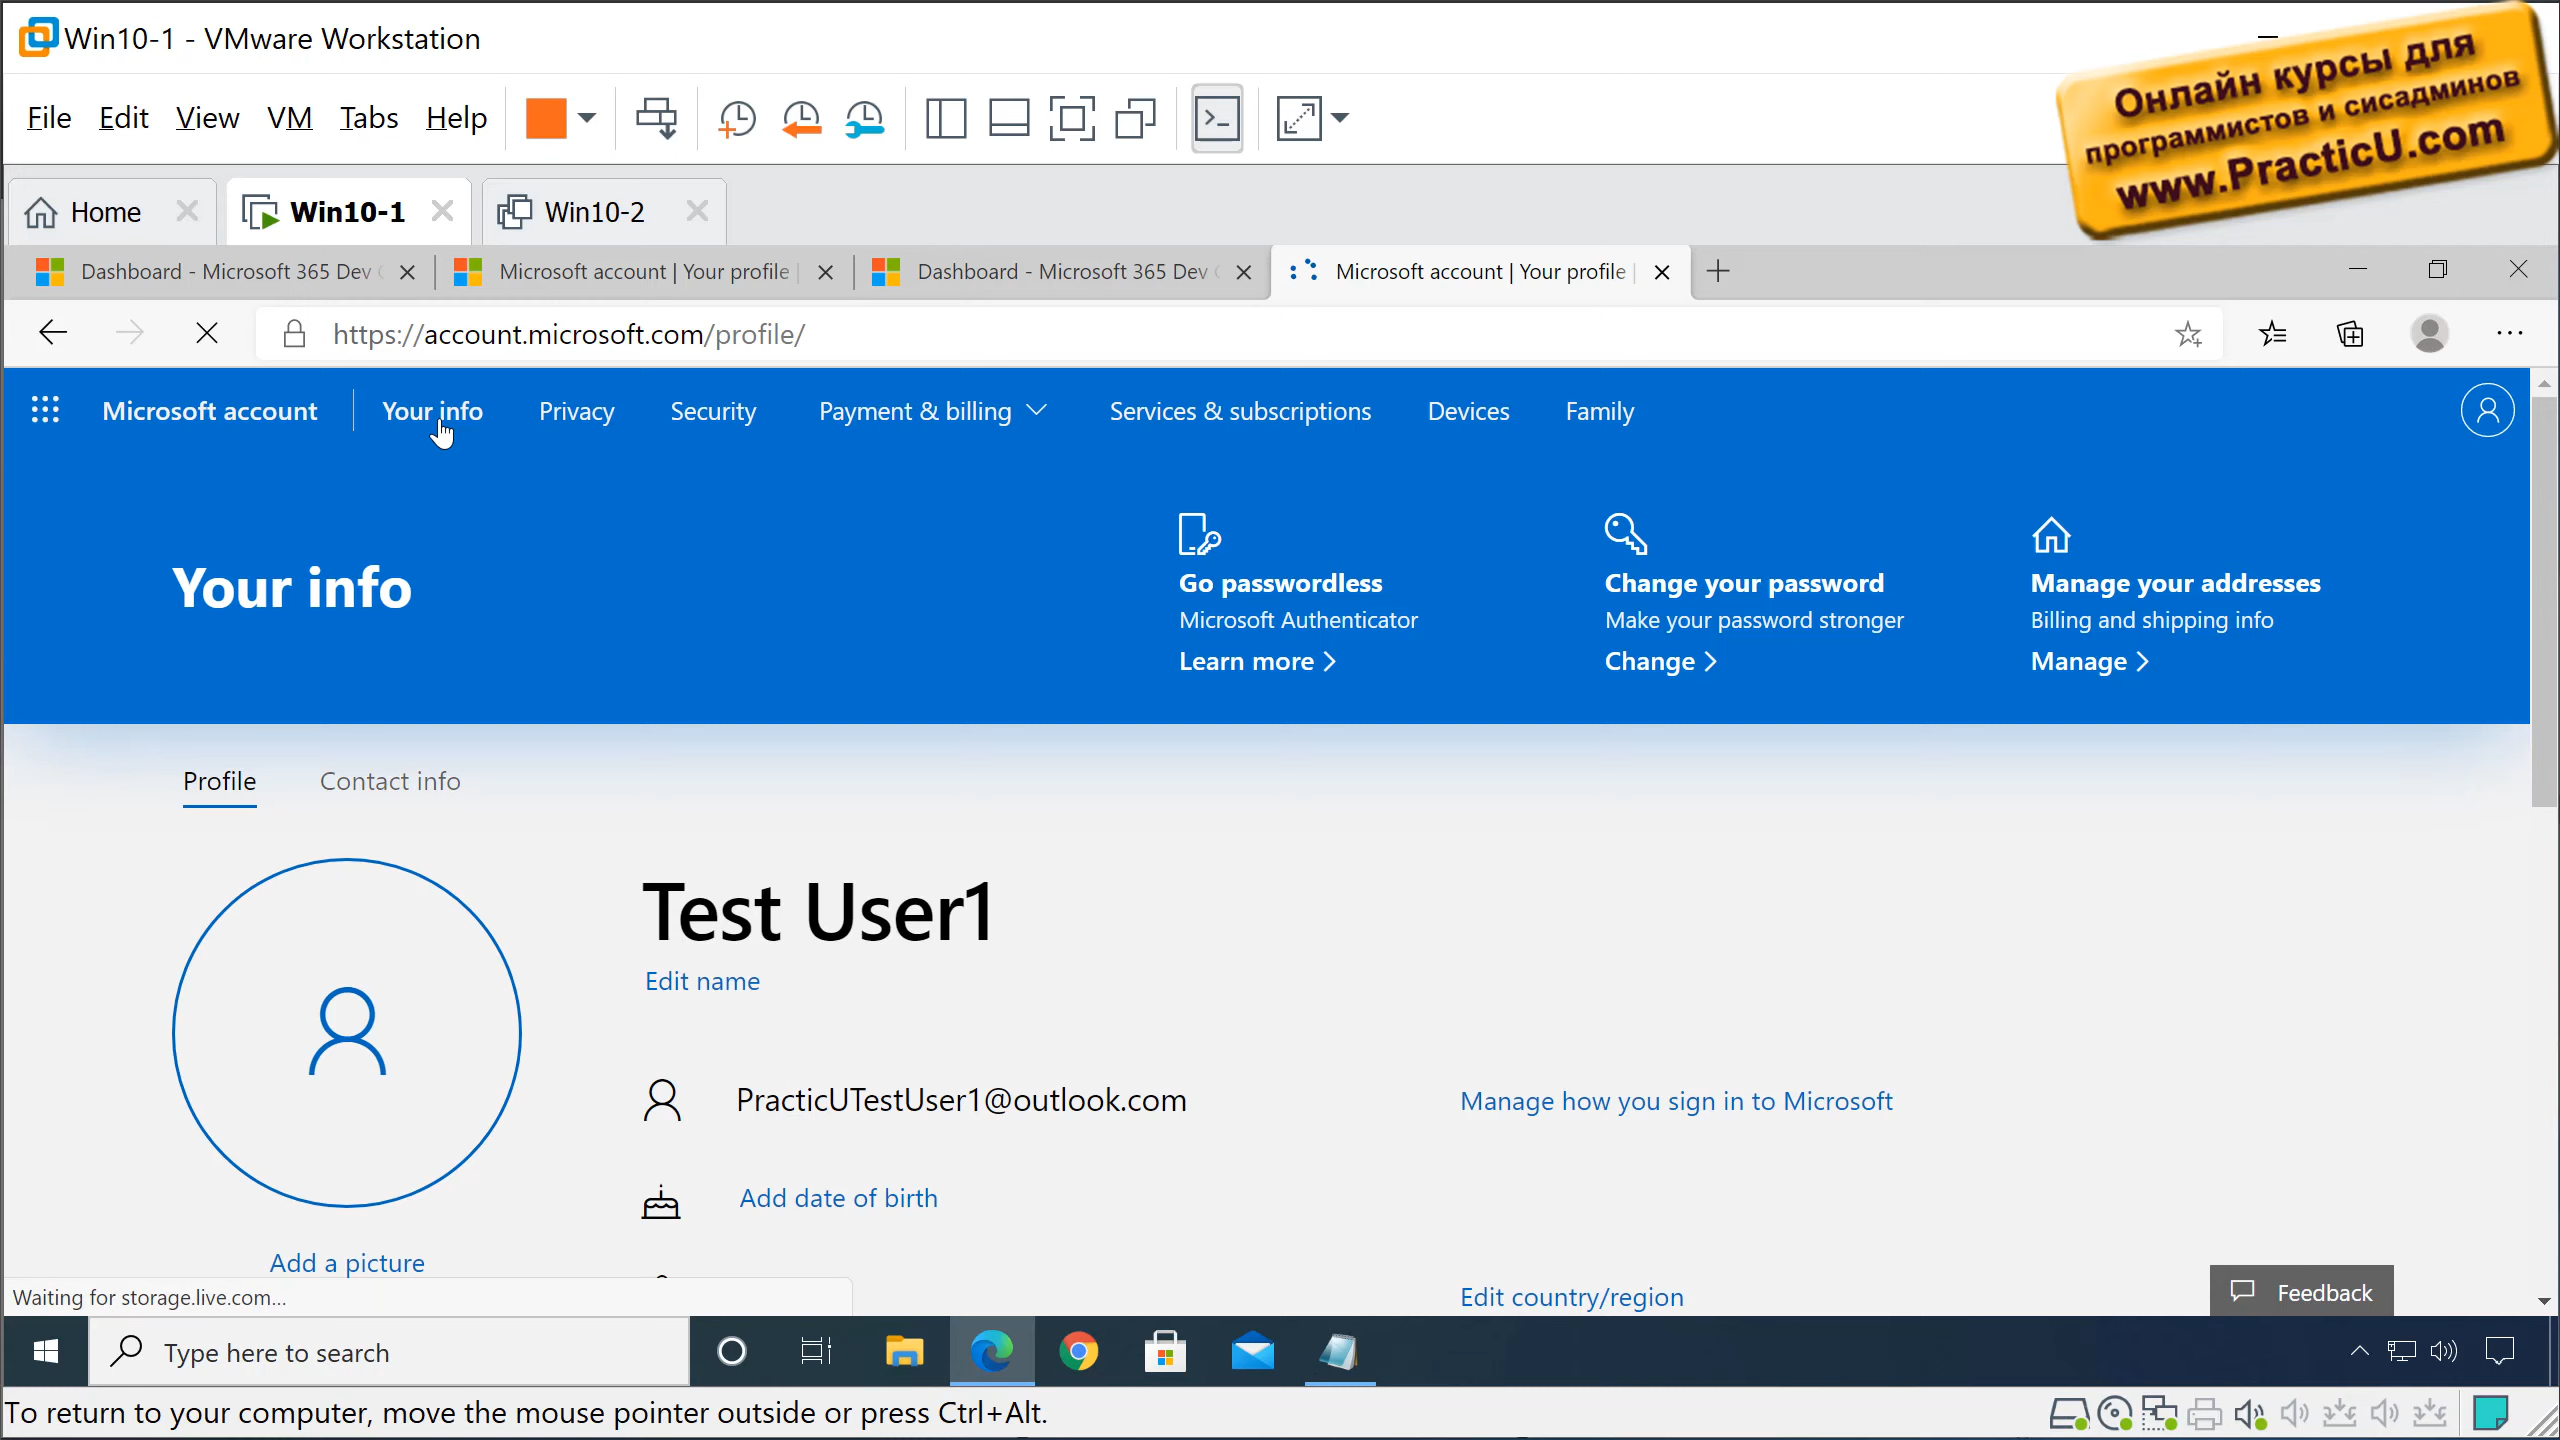 Win10-1 - VMware Workstation
File Edit View VM Tabs Help
Онлайн курсы для
программистов и сисадминов
www.PracticU.com
Home Win10-1 Win10-2
Dashboard - Microsoft 365 Dev Microsoft account | Your profile | Dashboard - Microsoft 365 Dev Microsoft account | Your profile |
https://account.microsoft.com/profile/
Microsoft account Your info Privacy Security Payment & billing Services & subscriptions Devices Family
Your info
Go passwordless
Microsoft Authenticator
Learn more
Change your password
Make your password stronger
Change
Manage your addresses
Billing and shipping info
Manage
Profile Contact info
Test User1
Edit name
PracticUTestUser1@outlook.com Manage how you sign in to Microsoft
Add date of birth
Add a picture
Edit country/region
Feedback
Waiting for storage.live.com...
Type here to search
To return to your computer, move the mouse pointer outside or press Ctrl+Alt.